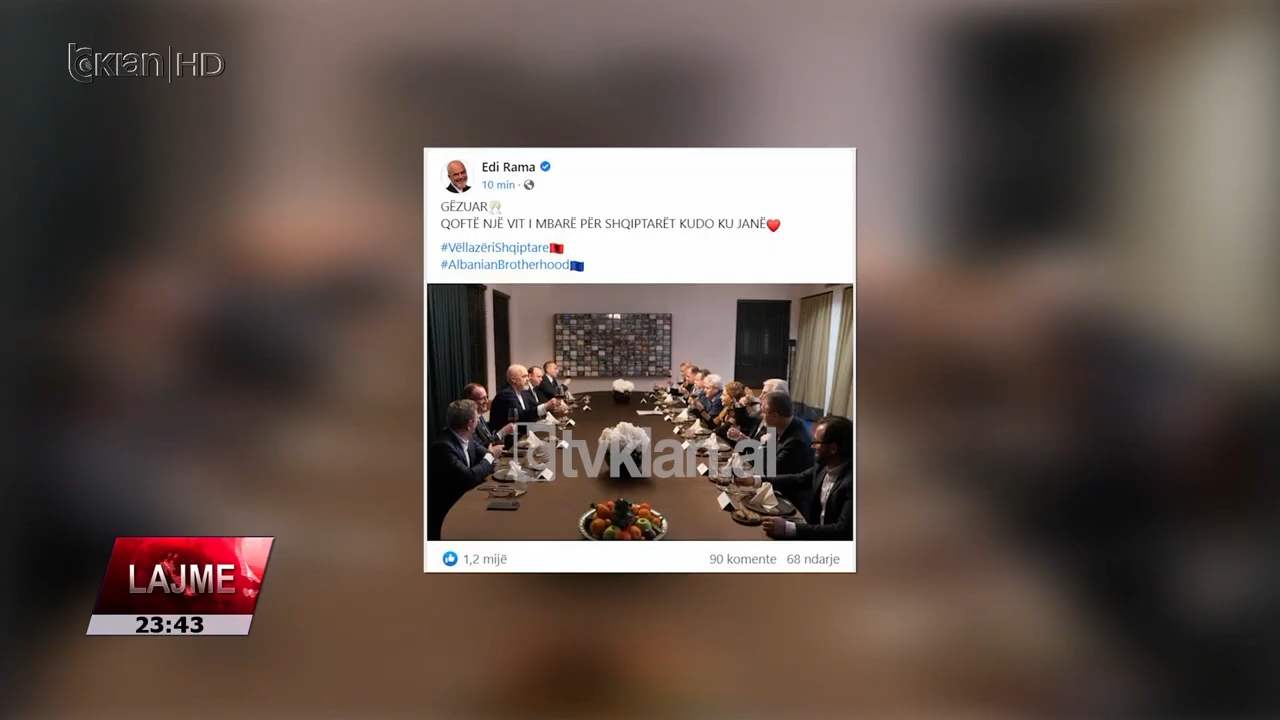 tvklan HD
Edi Rama
10 min ·
GËZUAR🥂
QOFTË NJË VIT I MBARË PËR SHQIPTARËT KUDO KU JANË❤️
#VëllazëriShqiptare🇦🇱
#AlbanianBrotherhood🇪🇺
tvklan.al
1,2 mijë 90 komente 68 ndarje
LAJME
23:43